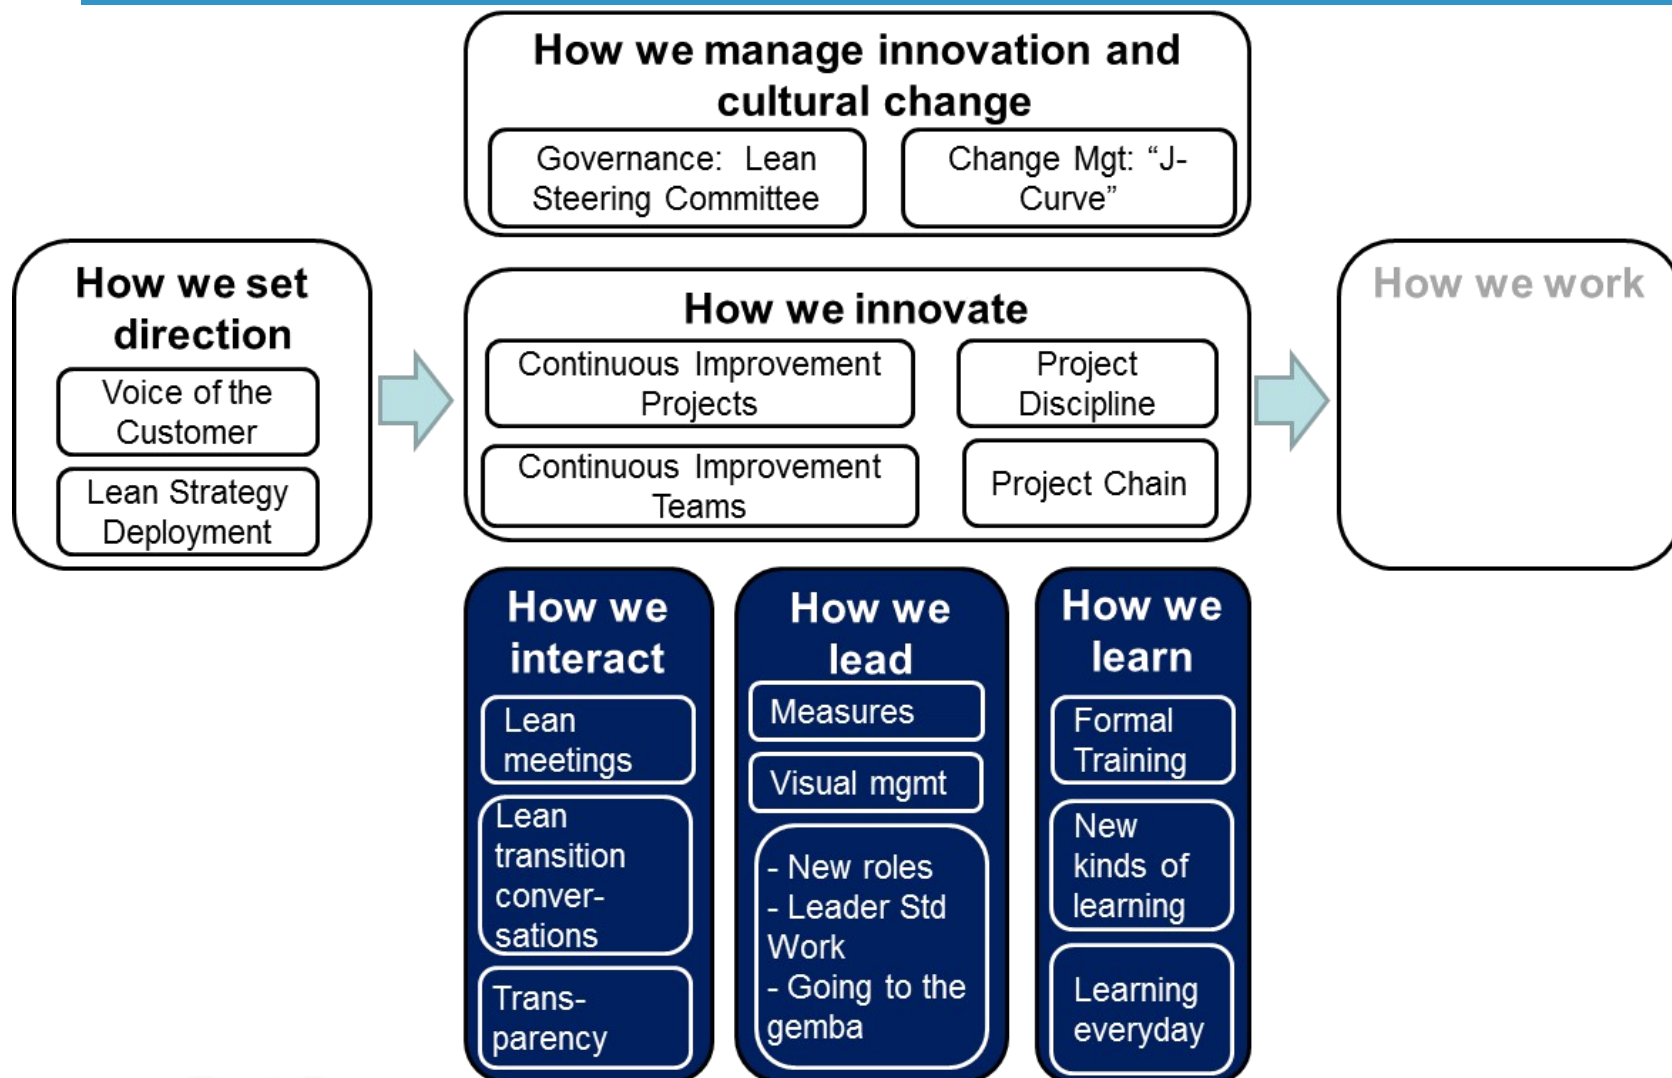 How we manage innovation and
cultural change
Governance: Lean
Steering Committee
Change Mgt: “J-
Curve”
How we set
direction
Voice of the
Customer
Lean Strategy
Deployment
How we innovate
Continuous Improvement
Projects
Project
Discipline
Continuous Improvement
Teams
Project Chain
How we work
How we
interact
Lean
meetings
Lean
transition
conver-
sations
Trans-
parency
How we
lead
Measures
Visual mgmt
- New roles
- Leader Std
Work
- Going to the
gemba
How we
learn
Formal
Training
New
kinds of
learning
Learning
everyday